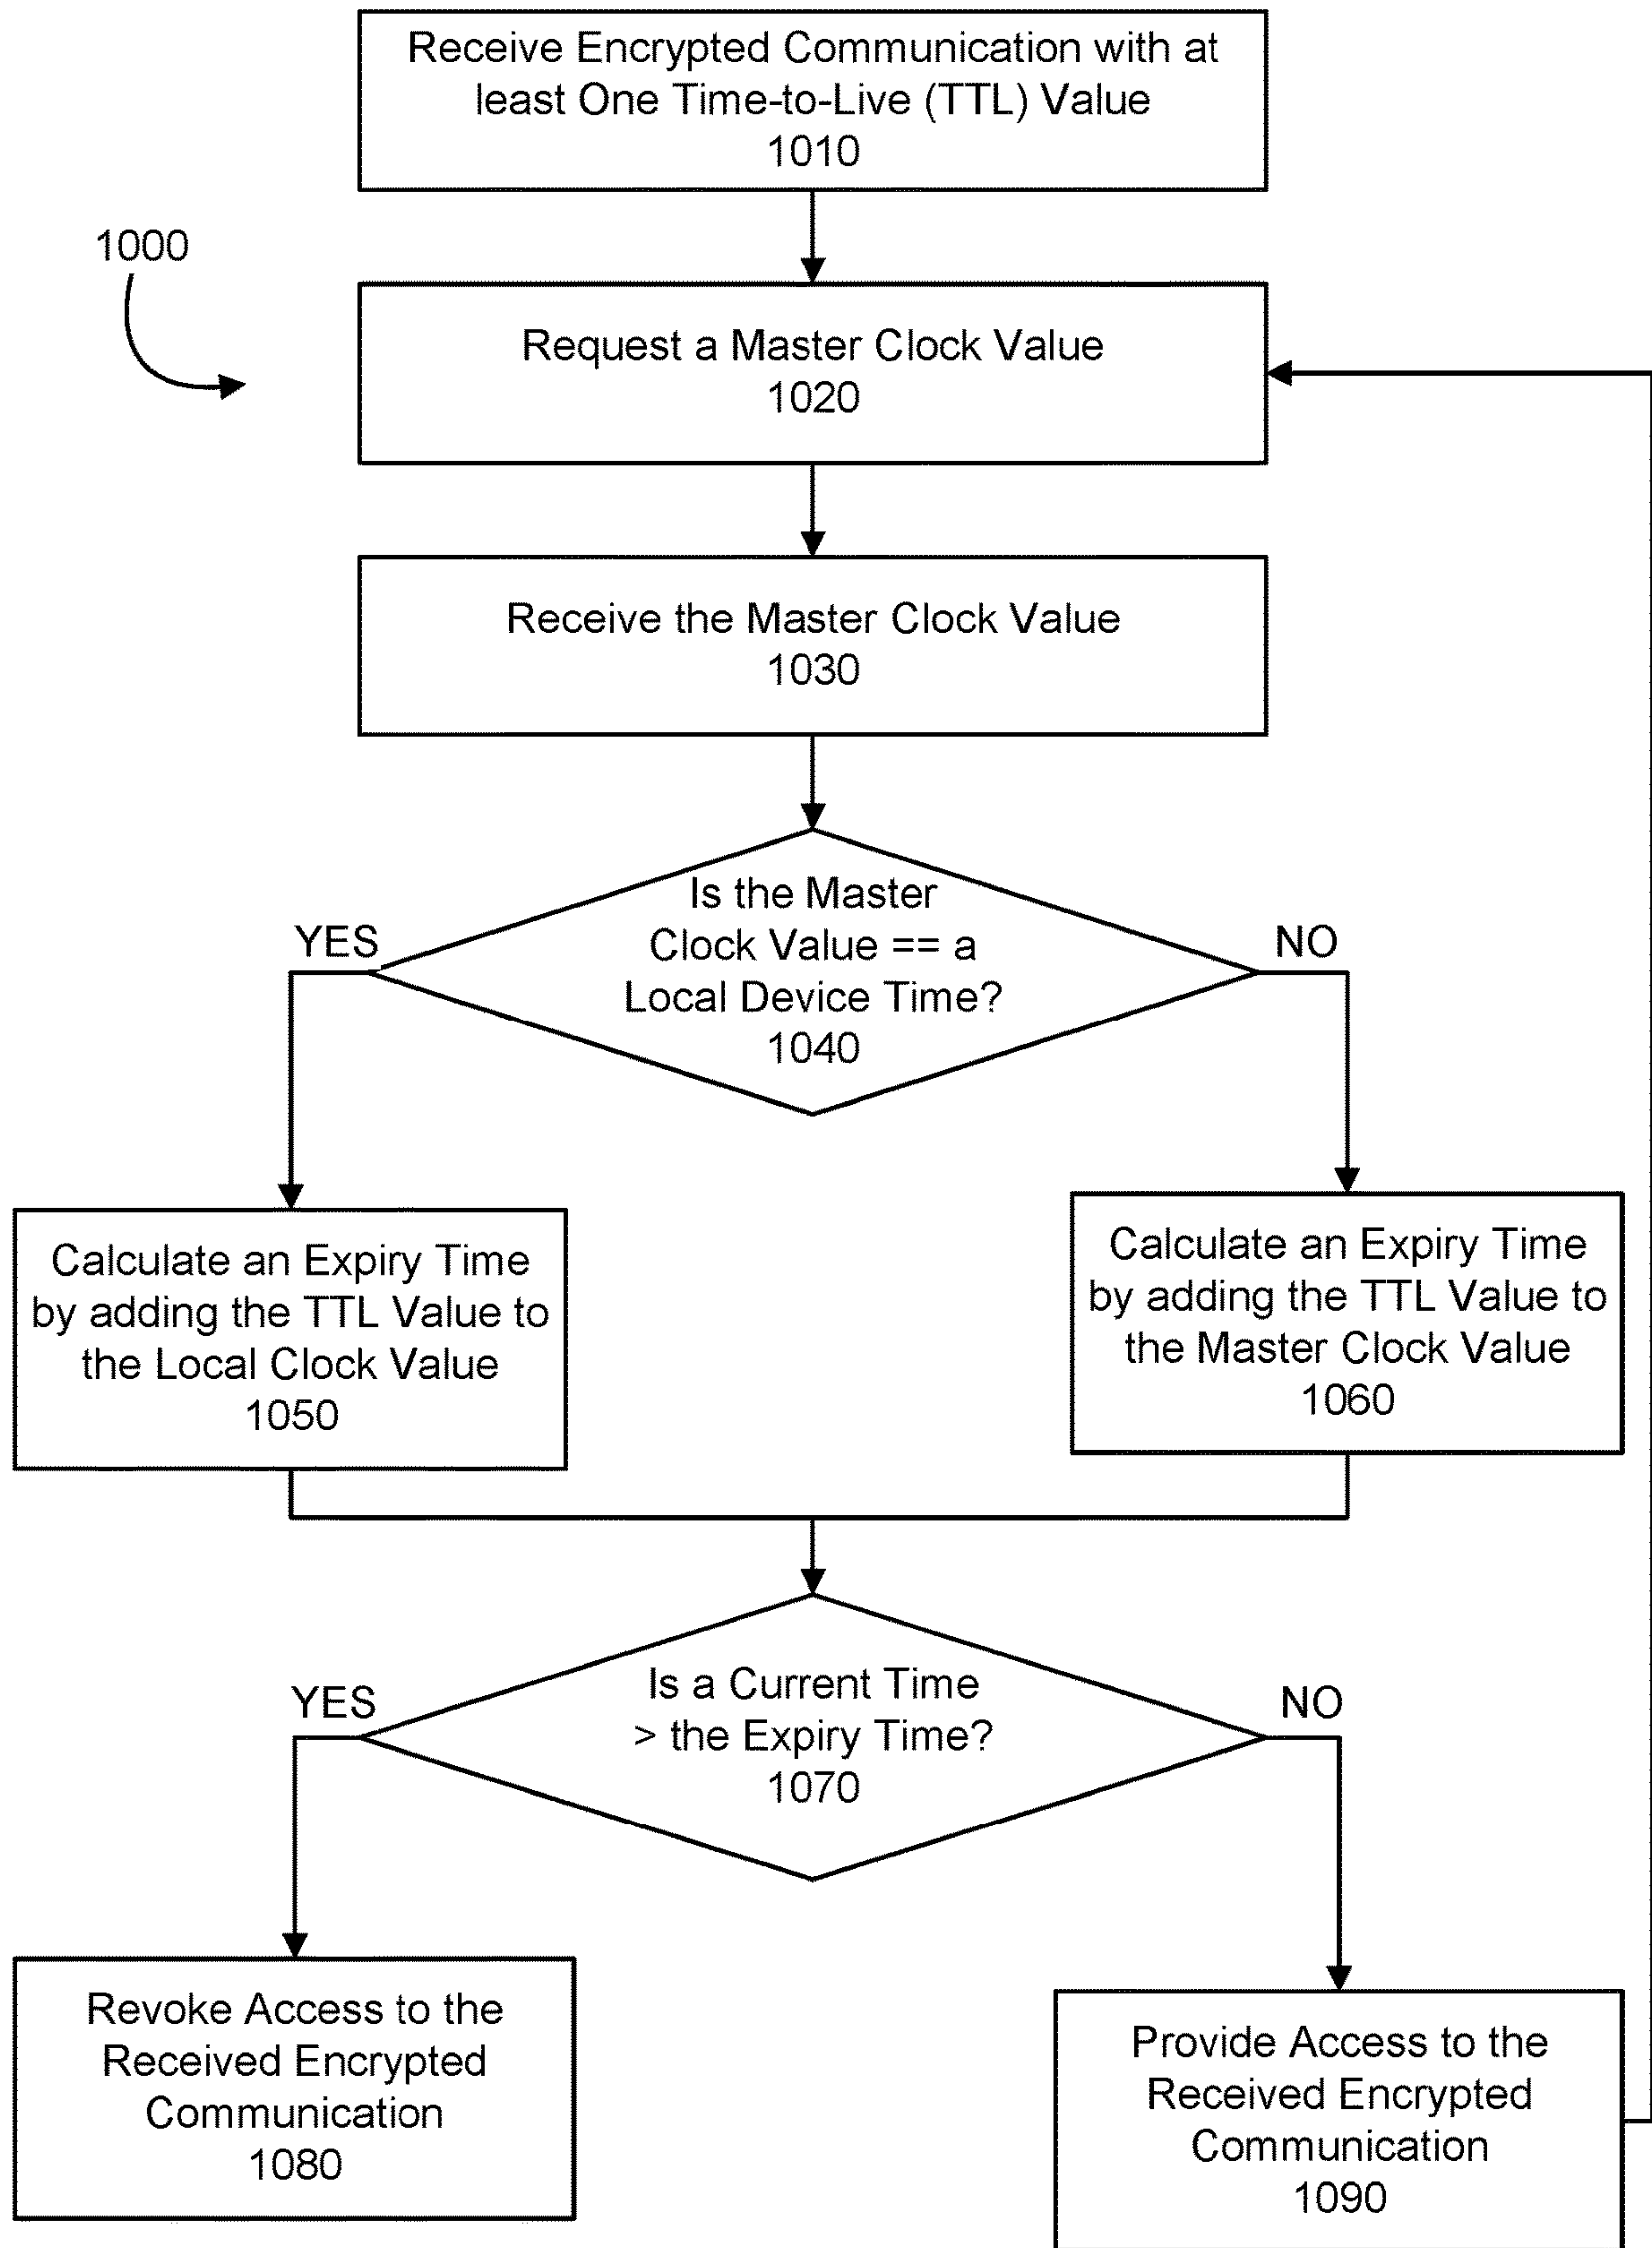 Receive Encrypted Communication with at
least One Time-to-Live (TTL) Value
1010
1000
Request a Master Clock Value
1020
Receive the Master Clock Value
1030
Is the Master
Clock Value == a
Local Device Time?
1040
YES
NO
Calculate an Expiry Time
by adding the TTL Value to
the Local Clock Value
1050
Calculate an Expiry Time
by adding the TTL Value to
the Master Clock Value
1060
Is a Current Time
> the Expiry Time?
1070
YES
NO
Revoke Access to the
Received Encrypted
Communication
1080
Provide Access to the
Received Encrypted
Communication
1090